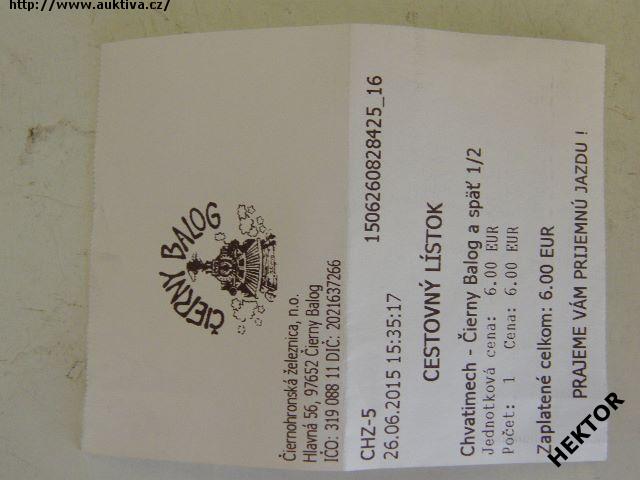 http://www.auktiva.cz/
ČIERNY BALOG
Čiernohronská železnica, n.o.
Hlavná 56, 97652 Čierny Balog
IČO: 319 088 11 DIČ: 2021637266
CHZ-5 1506260828425_16
26.06.2015 15:35:17
CESTOVNÝ LÍSTOK
Chvatimech - Čierny Balog a späť 1/2
Jednotková cena: 6.00 EUR
Počet: 1 Cena: 6.00 EUR
Zaplatené celkom: 6.00 EUR
PRAJEME VÁM PRIJEMNÚ JAZDU !
HEKTOR